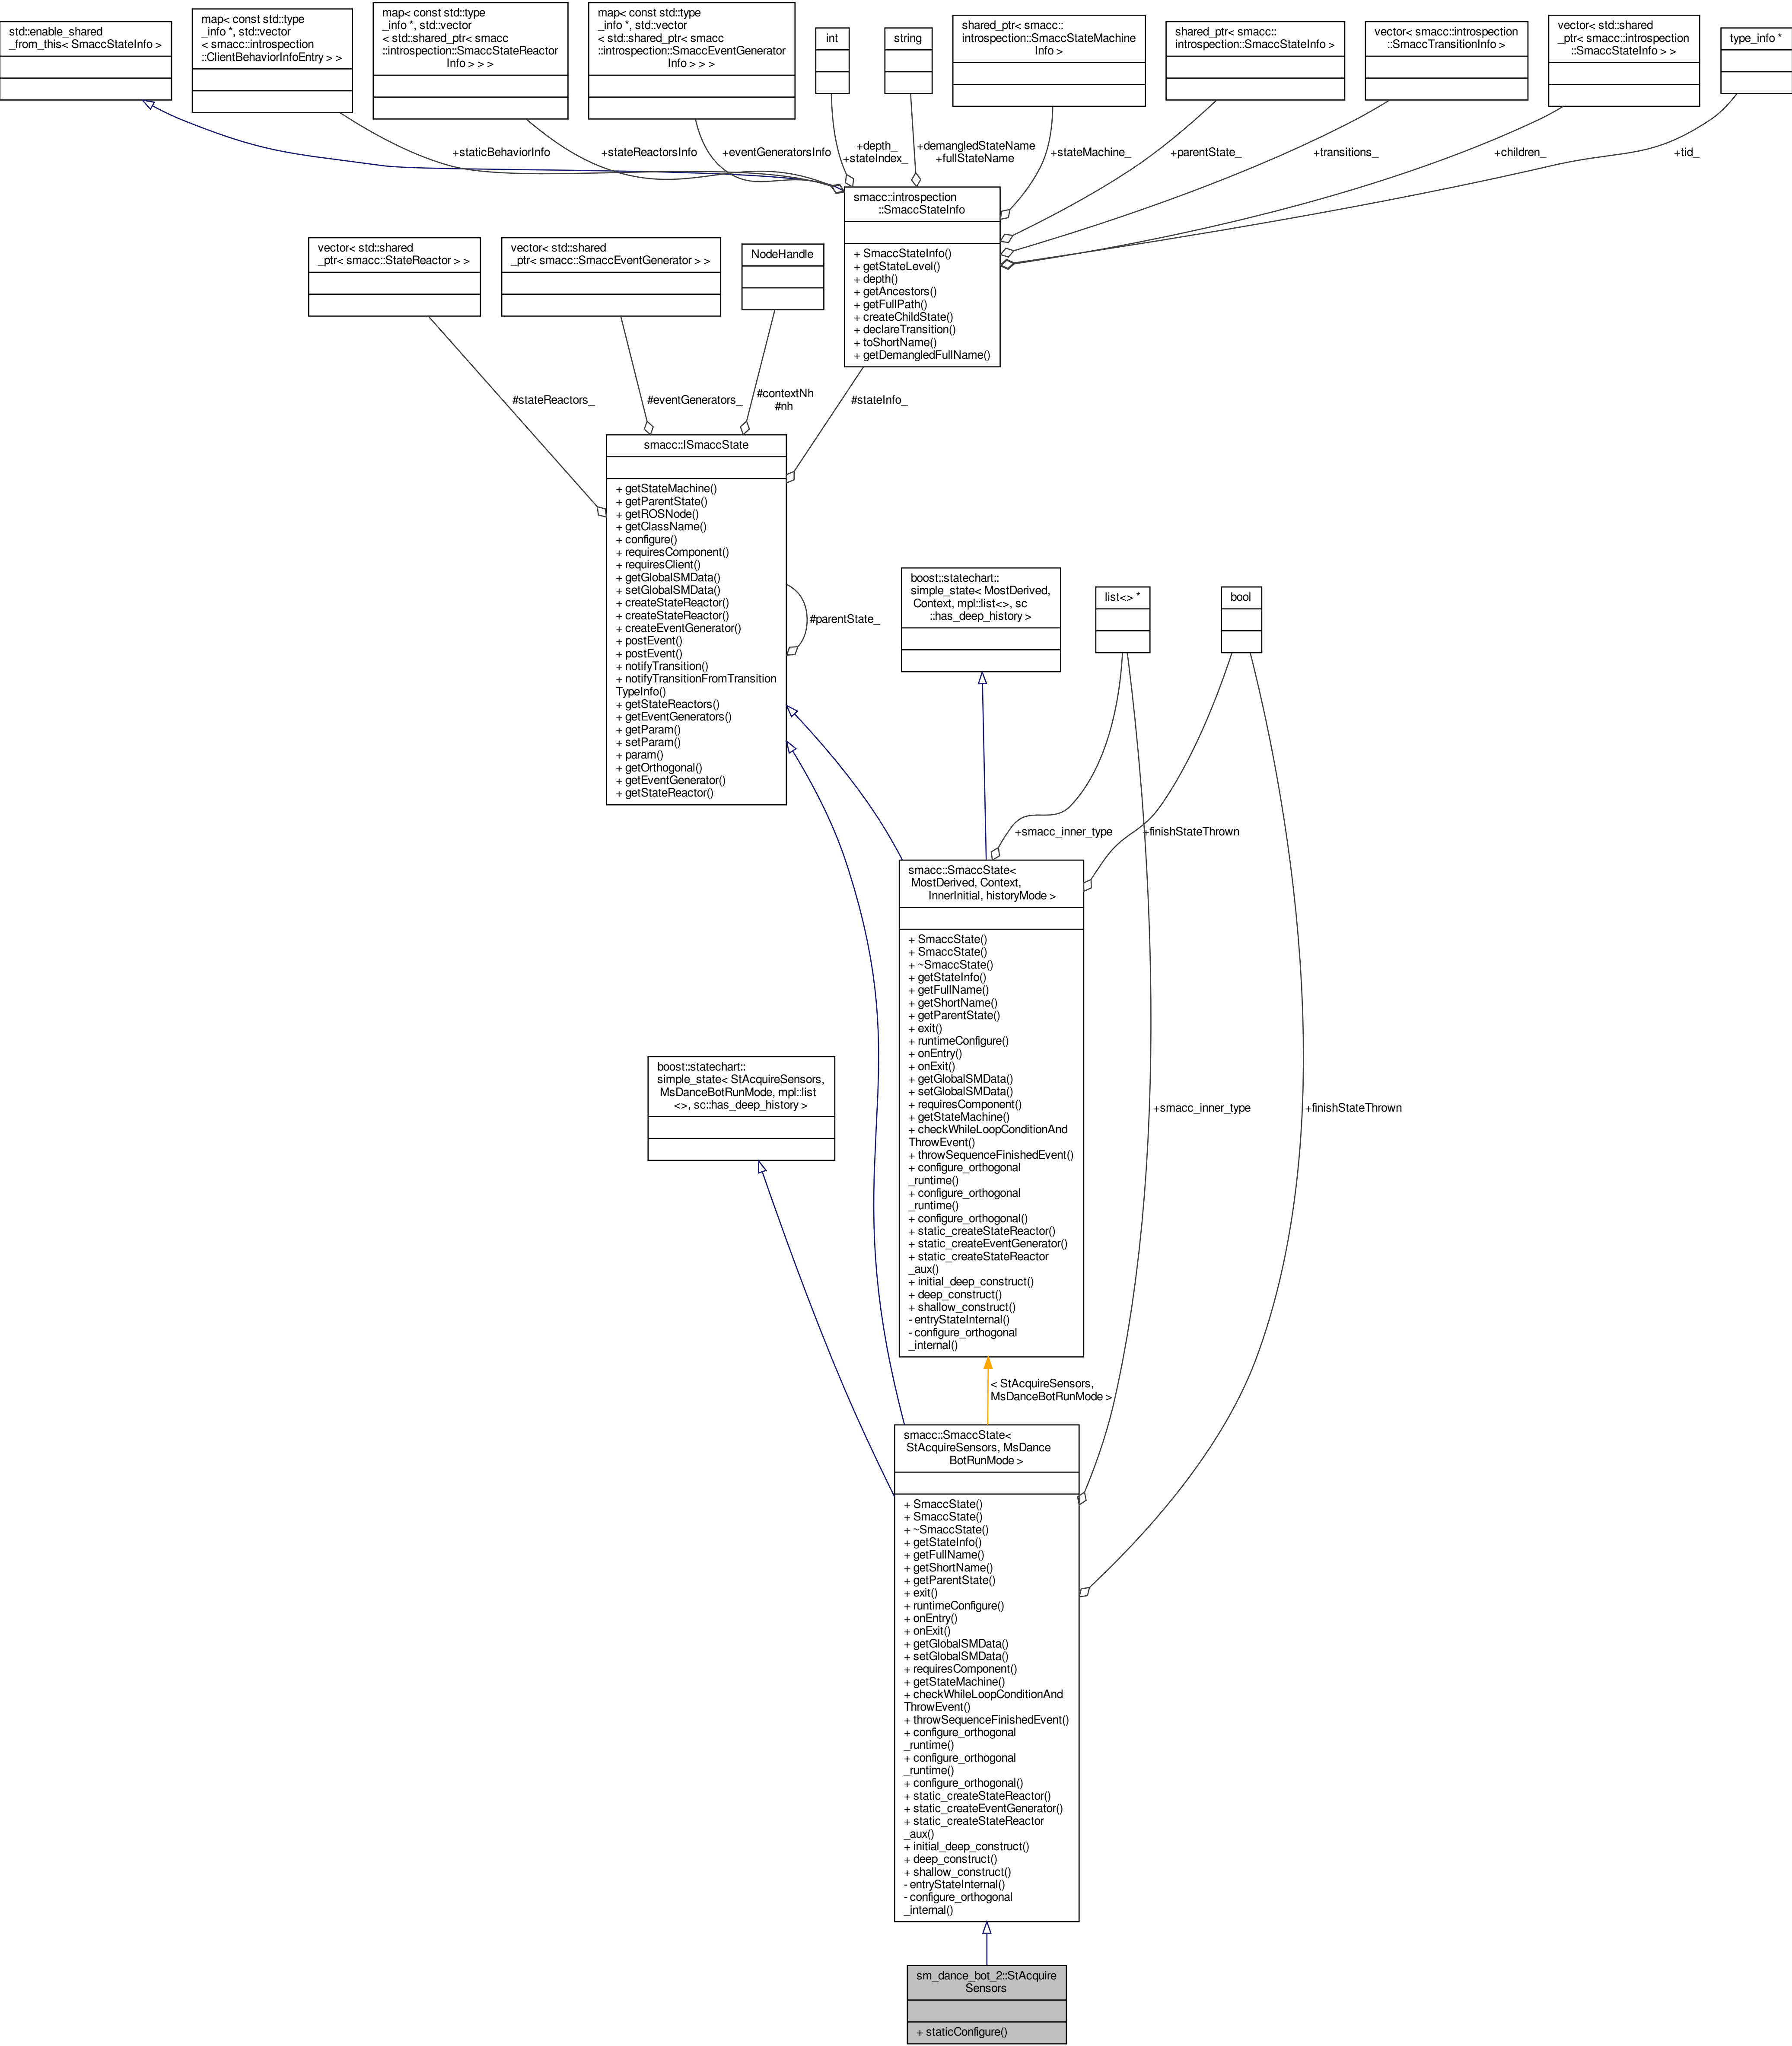 std::enable_shared
_from_this< SmaccStateInfo >
map< const std::type
_info *, std::vector
< smacc::introspection
::ClientBehaviorInfoEntry > >
map< const std::type
_info *, std::vector
< std::shared_ptr< smacc
::introspection::SmaccStateReactor
Info > > >
map< const std::type
_info *, std::vector
< std::shared_ptr< smacc
::introspection::SmaccEventGenerator
Info > > >
int
string
shared_ptr< smacc::
introspection::SmaccStateMachine
Info >
shared_ptr< smacc::
introspection::SmaccStateInfo >
vector< smacc::introspection
::SmaccTransitionInfo >
vector< std::shared
_ptr< smacc::introspection
::SmaccStateInfo > >
type_info *
+staticBehaviorInfo
+stateReactorsInfo
+eventGeneratorsInfo
+depth_
+stateIndex_
+demangledStateName
+fullStateName
+stateMachine_
+parentState_
+transitions_
+children_
+tid_
smacc::introspection
::SmaccStateInfo
+ SmaccStateInfo()
+ getStateLevel()
+ depth()
+ getAncestors()
+ getFullPath()
+ createChildState()
+ declareTransition()
+ toShortName()
+ getDemangledFullName()
vector< std::shared
_ptr< smacc::StateReactor > >
vector< std::shared
_ptr< smacc::SmaccEventGenerator > >
NodeHandle
#stateReactors_
#eventGenerators_
#contextNh
#nh
#stateInfo_
smacc::ISmaccState
+ getStateMachine()
+ getParentState()
+ getROSNode()
+ getClassName()
+ configure()
+ requiresComponent()
+ requiresClient()
+ getGlobalSMData()
+ setGlobalSMData()
+ createStateReactor()
+ createStateReactor()
+ createEventGenerator()
+ postEvent()
+ postEvent()
+ notifyTransition()
+ notifyTransitionFromTransition
TypeInfo()
+ getStateReactors()
+ getEventGenerators()
+ getParam()
+ setParam()
+ param()
+ getOrthogonal()
+ getEventGenerator()
+ getStateReactor()
#parentState_
boost::statechart::
simple_state< MostDerived,
Context, mpl::list<>, sc
::has_deep_history >
list<> *
bool
+smacc_inner_type
+finishStateThrown
smacc::SmaccState<
MostDerived, Context,
InnerInitial, historyMode >
+ SmaccState()
+ SmaccState()
+ ~SmaccState()
+ getStateInfo()
+ getFullName()
+ getShortName()
+ getParentState()
+ exit()
+ runtimeConfigure()
+ onEntry()
+ onExit()
+ getGlobalSMData()
+ setGlobalSMData()
+ requiresComponent()
+ getStateMachine()
+ checkWhileLoopConditionAnd
ThrowEvent()
+ throwSequenceFinishedEvent()
+ configure_orthogonal
_runtime()
+ configure_orthogonal
_runtime()
+ configure_orthogonal()
+ static_createStateReactor()
+ static_createEventGenerator()
+ static_createStateReactor
_aux()
+ initial_deep_construct()
+ deep_construct()
+ shallow_construct()
- entryStateInternal()
- configure_orthogonal
_internal()
boost::statechart::
simple_state< StAcquireSensors,
MsDanceBotRunMode, mpl::list
<>, sc::has_deep_history >
+smacc_inner_type
+finishStateThrown
< StAcquireSensors,
MsDanceBotRunMode >
smacc::SmaccState<
StAcquireSensors, MsDance
BotRunMode >
+ SmaccState()
+ SmaccState()
+ ~SmaccState()
+ getStateInfo()
+ getFullName()
+ getShortName()
+ getParentState()
+ exit()
+ runtimeConfigure()
+ onEntry()
+ onExit()
+ getGlobalSMData()
+ setGlobalSMData()
+ requiresComponent()
+ getStateMachine()
+ checkWhileLoopConditionAnd
ThrowEvent()
+ throwSequenceFinishedEvent()
+ configure_orthogonal
_runtime()
+ configure_orthogonal
_runtime()
+ configure_orthogonal()
+ static_createStateReactor()
+ static_createEventGenerator()
+ static_createStateReactor
_aux()
+ initial_deep_construct()
+ deep_construct()
+ shallow_construct()
- entryStateInternal()
- configure_orthogonal
_internal()
sm_dance_bot_2::StAcquire
Sensors
+ staticConfigure()